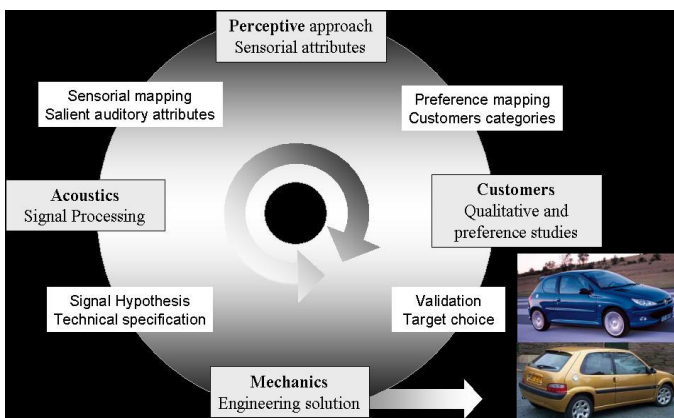 Perceptive approach
Sensorial attributes
Sensorial mapping
Salient auditory attributes
Preference mapping
Customers categories
Acoustics
Signal Processing
Customers
Qualitative and
preference studies
Signal Hypothesis
Technical specification
Validation
Target choice
Mechanics
Engineering solution